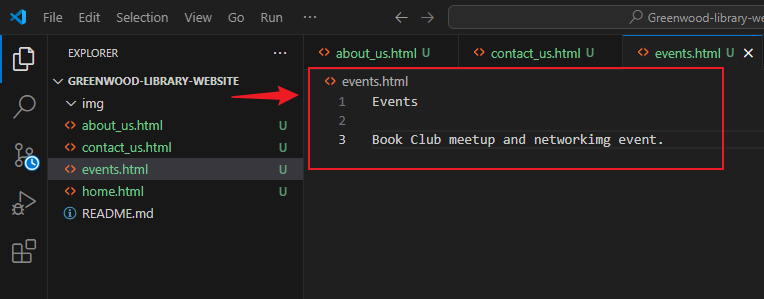 File Edit Selection View Go Run ... Greenwood-library-we
EXPLORER ...
GREENWOOD-LIBRARY-WEBSITE
img
about_us.html U
contact_us.html U
events.html U
home.html U
README.md
about_us.html U contact_us.html U events.html U
events.html
1 Events
2
3 Book Club meetup and networkimg event.